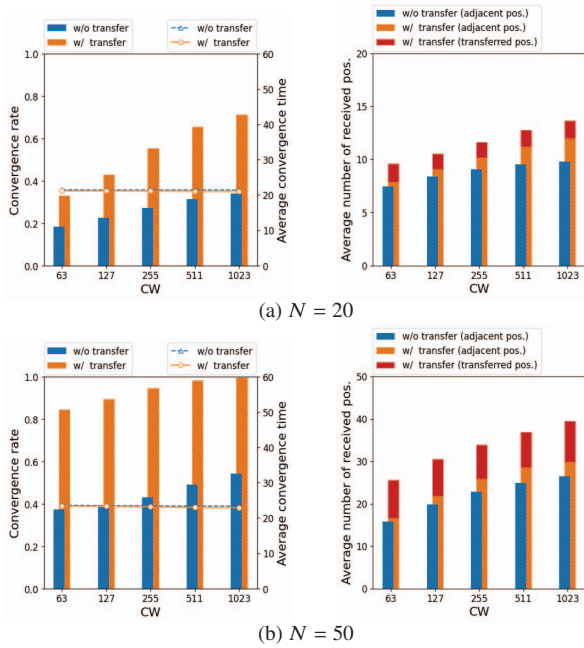 w/o transfer
w/ transfer
w/o transfer
w/ transfer
1.0
0.8
0.6
0.4
0.2
0.0
Convergence rate
60
50
40
30
20
10
0
Average convergence time
63 127 255 511 1023
CW
w/o transfer (adjacent pos.)
w/ transfer (adjacent pos.)
w/ transfer (transferred pos.)
20
15
10
5
0
Average number of received pos.
63 127 255 511 1023
CW
(a) N = 20
w/o transfer
w/ transfer
w/o transfer
w/ transfer
1.0
0.8
0.6
0.4
0.2
0.0
Convergence rate
60
50
40
30
20
10
0
Average convergence time
63 127 255 511 1023
CW
w/o transfer (adjacent pos.)
w/ transfer (adjacent pos.)
w/ transfer (transferred pos.)
50
40
30
20
10
0
Average number of received pos.
63 127 255 511 1023
CW
(b) N = 50